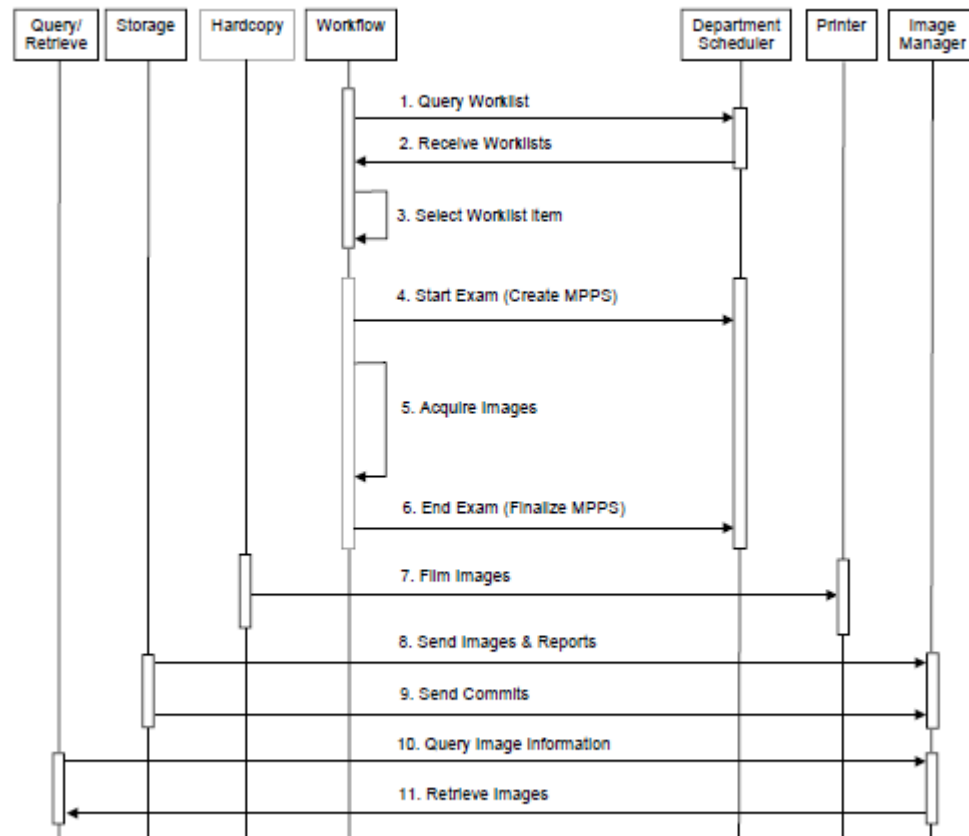 Query/
Retrieve
Storage
Hardcopy
Workflow
Department
Scheduler
Printer
Image
Manager
1. Query Worklist
2. Receive Worklists
3. Select Worklist Item
4. Start Exam (Create MPPS)
5. Acquire Images
6. End Exam (Finalize MPPS)
7. Film Images
8. Send Images & Reports
9. Send Commits
10. Query Image Information
11. Retrieve Images